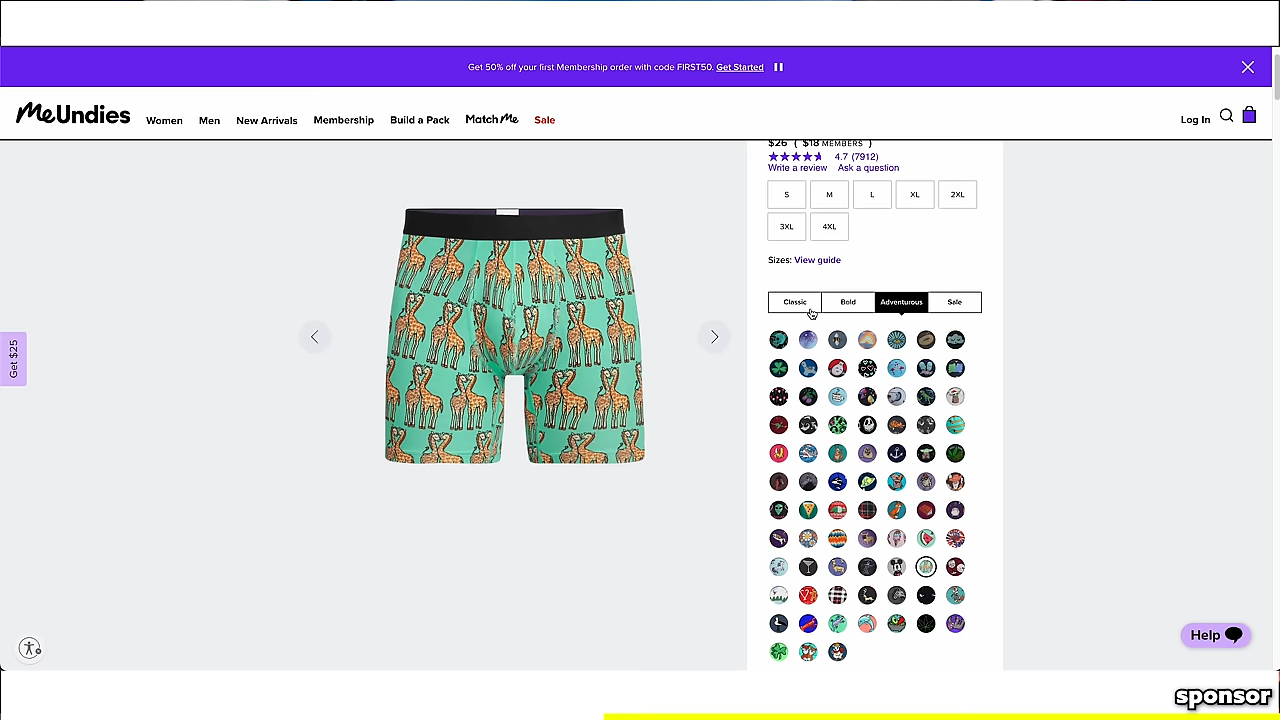 Get 50% off your first Membership order with code FIRST50. Get Started
MeUndies Women Men New Arrivals Membership Build a Pack Match Me Sale Log In
$26 ( $18 MEMBERS )
4.7 (7912)
Write a review Ask a question
S M L XL 2XL
3XL 4XL
Sizes: View guide
Classic Bold Adventurous Sale
Get $25
Help
sponsor